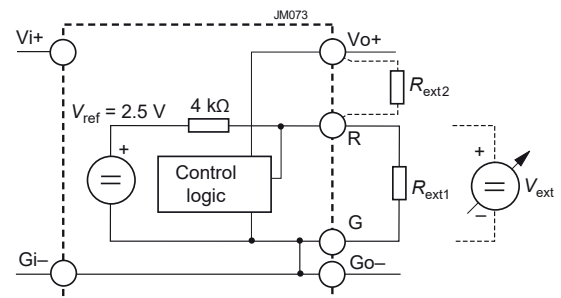 JM073
Vi+
Vo+
Rext2
Vref = 2.5 V
4 kΩ
R
+
+
Control
logic
Rext1
Vext
–
G
Gi–
Go–